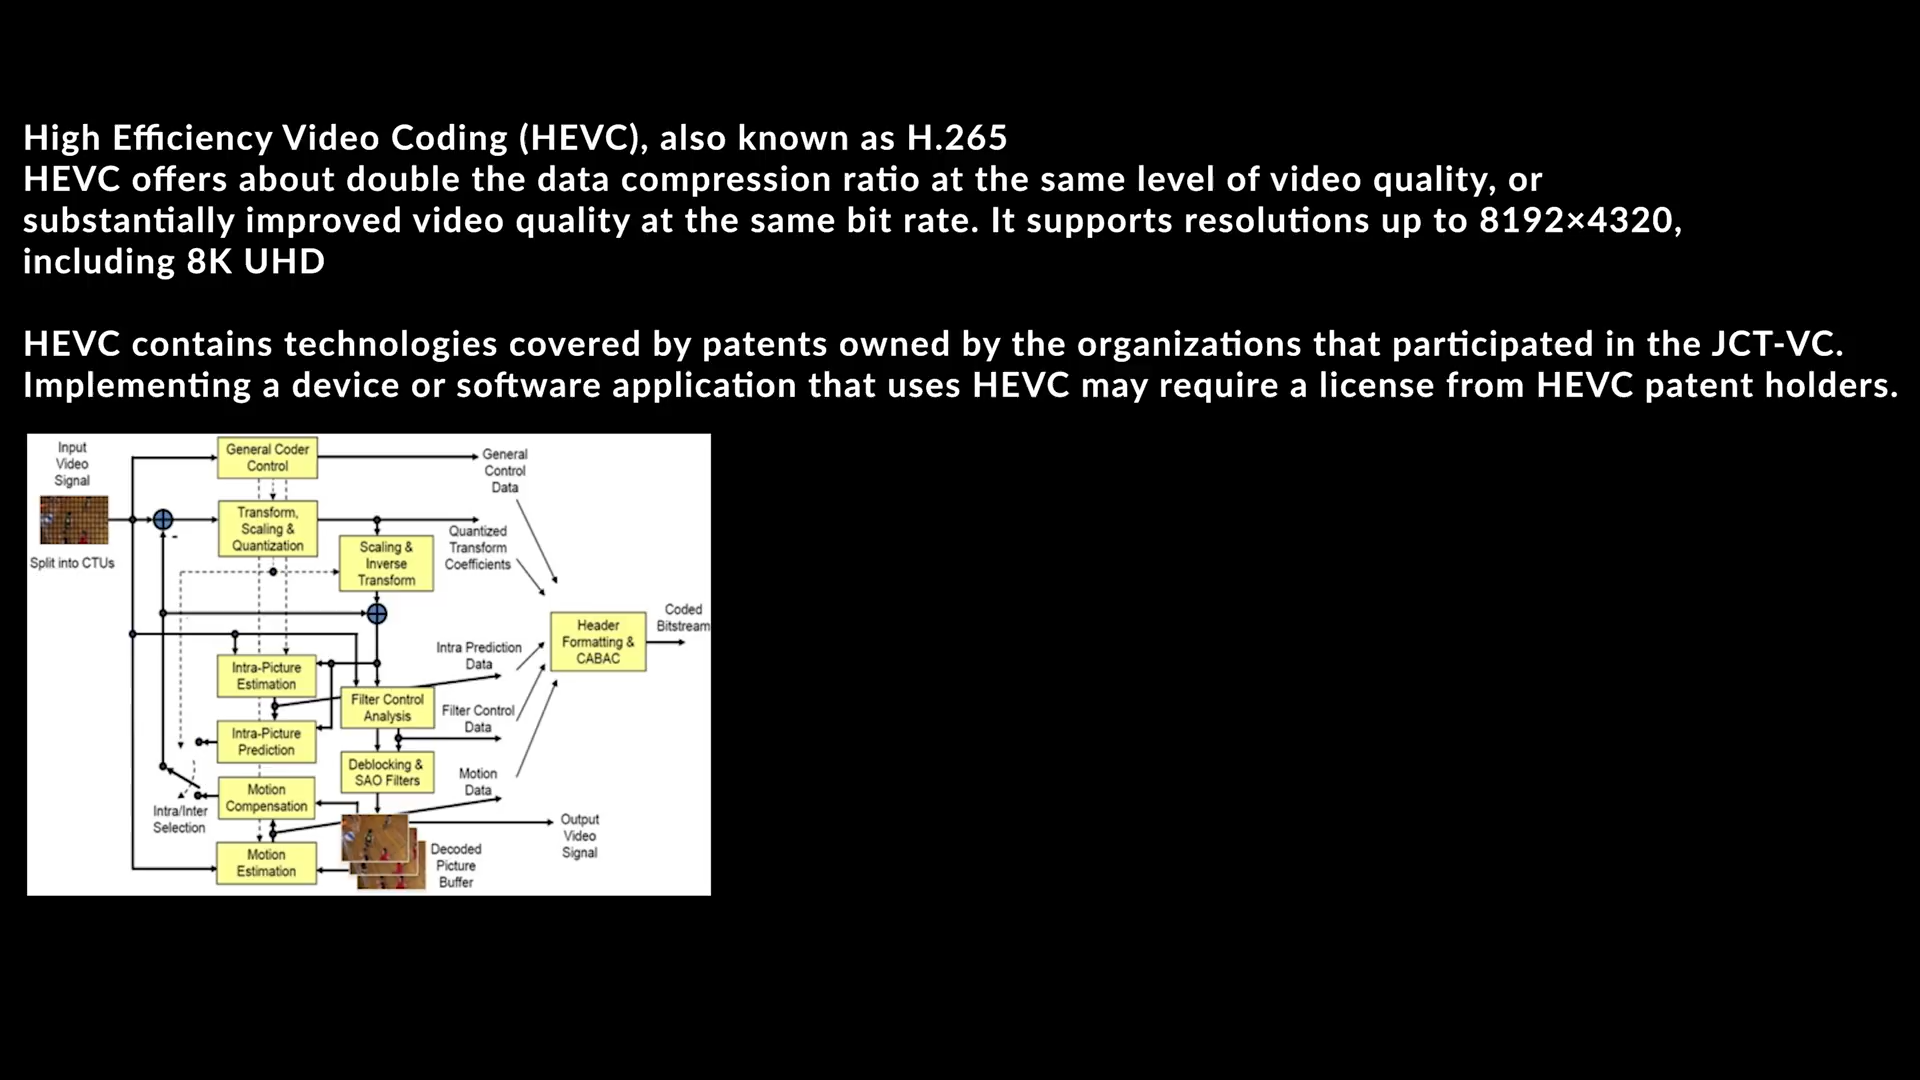 High Efficiency Video Coding (HEVC), also known as H.265
HEVC offers about double the data compression ratio at the same level of video quality, or
substantially improved video quality at the same bit rate. It supports resolutions up to 8192×4320,
including 8K UHD
HEVC contains technologies covered by patents owned by the organizations that participated in the JCT-VC.
Implementing a device or software application that uses HEVC may require a license from HEVC patent holders.
Input
Video
Signal
Split into CTUs
General Coder
Control
General
Control
Data
Transform,
Scaling &
Quantization
-
Quantized
Transform
Coefficients
Scaling &
Inverse
Transform
Header
Formatting &
CABAC
Coded
Bitstream
Intra Prediction
Data
Intra-Picture
Estimation
Filter Control
Analysis
Filter Control
Data
Intra-Picture
Prediction
Deblocking &
SAO Filters
Motion
Data
Motion
Compensation
Intra/Inter
Selection
Output
Video
Signal
Motion
Estimation
Decoded
Picture
Buffer